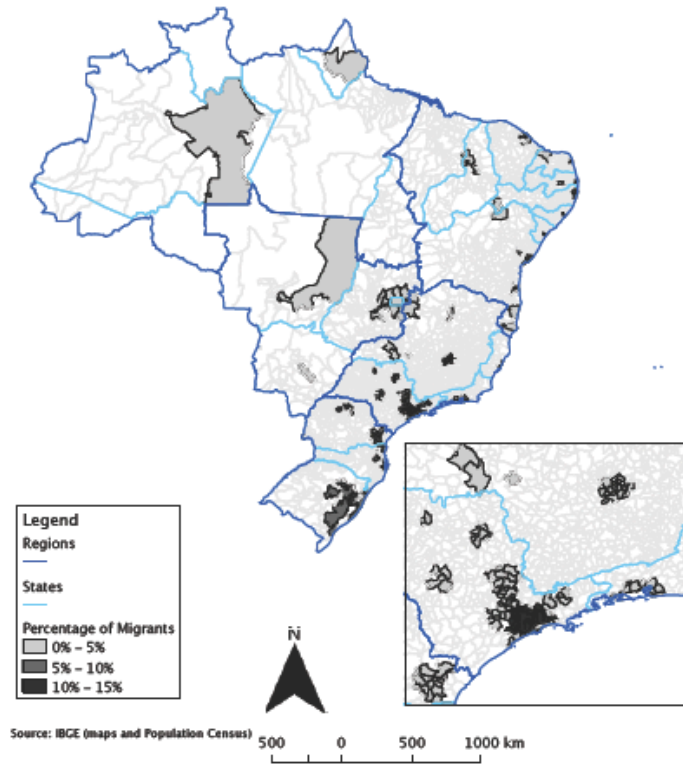 Legend
Regions
States
Percentage of Migrants
0% – 5%
5% – 10%
10% – 15%
N
Source: IBGE (maps and Population Census)
500 0 500 1000 km